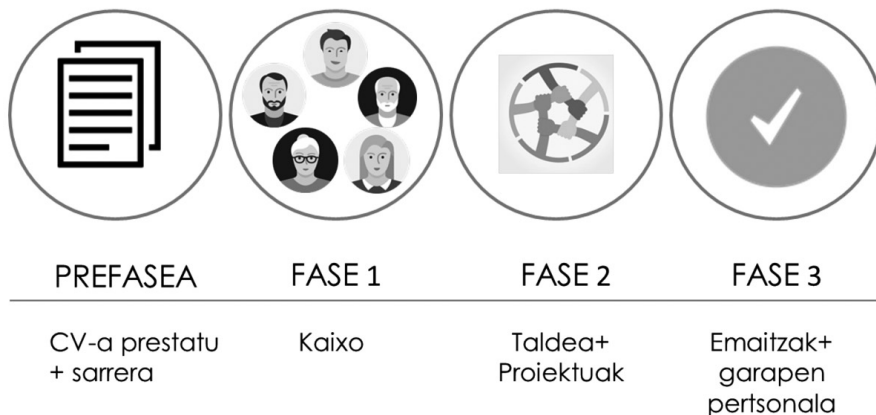 PREFASEA
FASE 1
FASE 2
FASE 3
CV-a prestatu
+ sarrera
Kaixo
Taldea+
Proiektuak
Emaitzak+
garapen
pertsonala